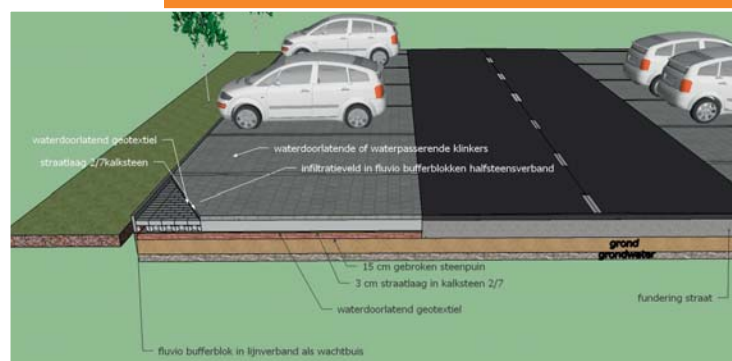 waterdoorlatend geotextiel
straatlaag 2/7kalksteen
waterdoorlatende of waterpasserende klinkers
infiltratieveld in fluvio bufferblokken halfsteensverband
grond
grondwater
15 cm gebroken steenpuin
3 cm straatlaag in kalksteen 2/7
waterdoorlatend geotextiel
fundering straat
fluvio bufferblok in lijnverband als wachtbuis